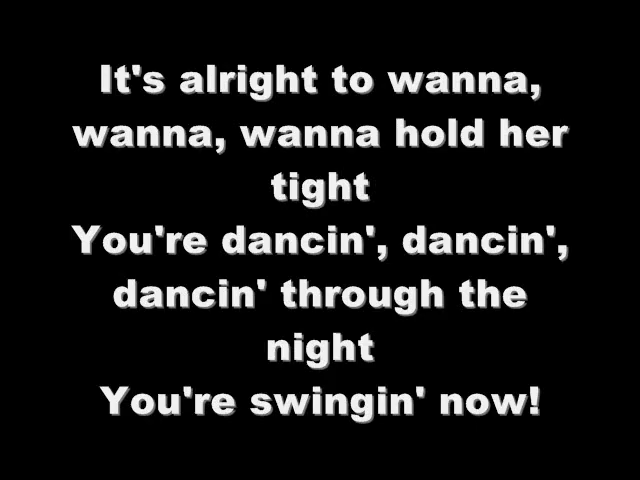 It's alright to wanna,
wanna, wanna hold her
tight
You're dancin', dancin',
dancin' through the
night
You're swingin' now!